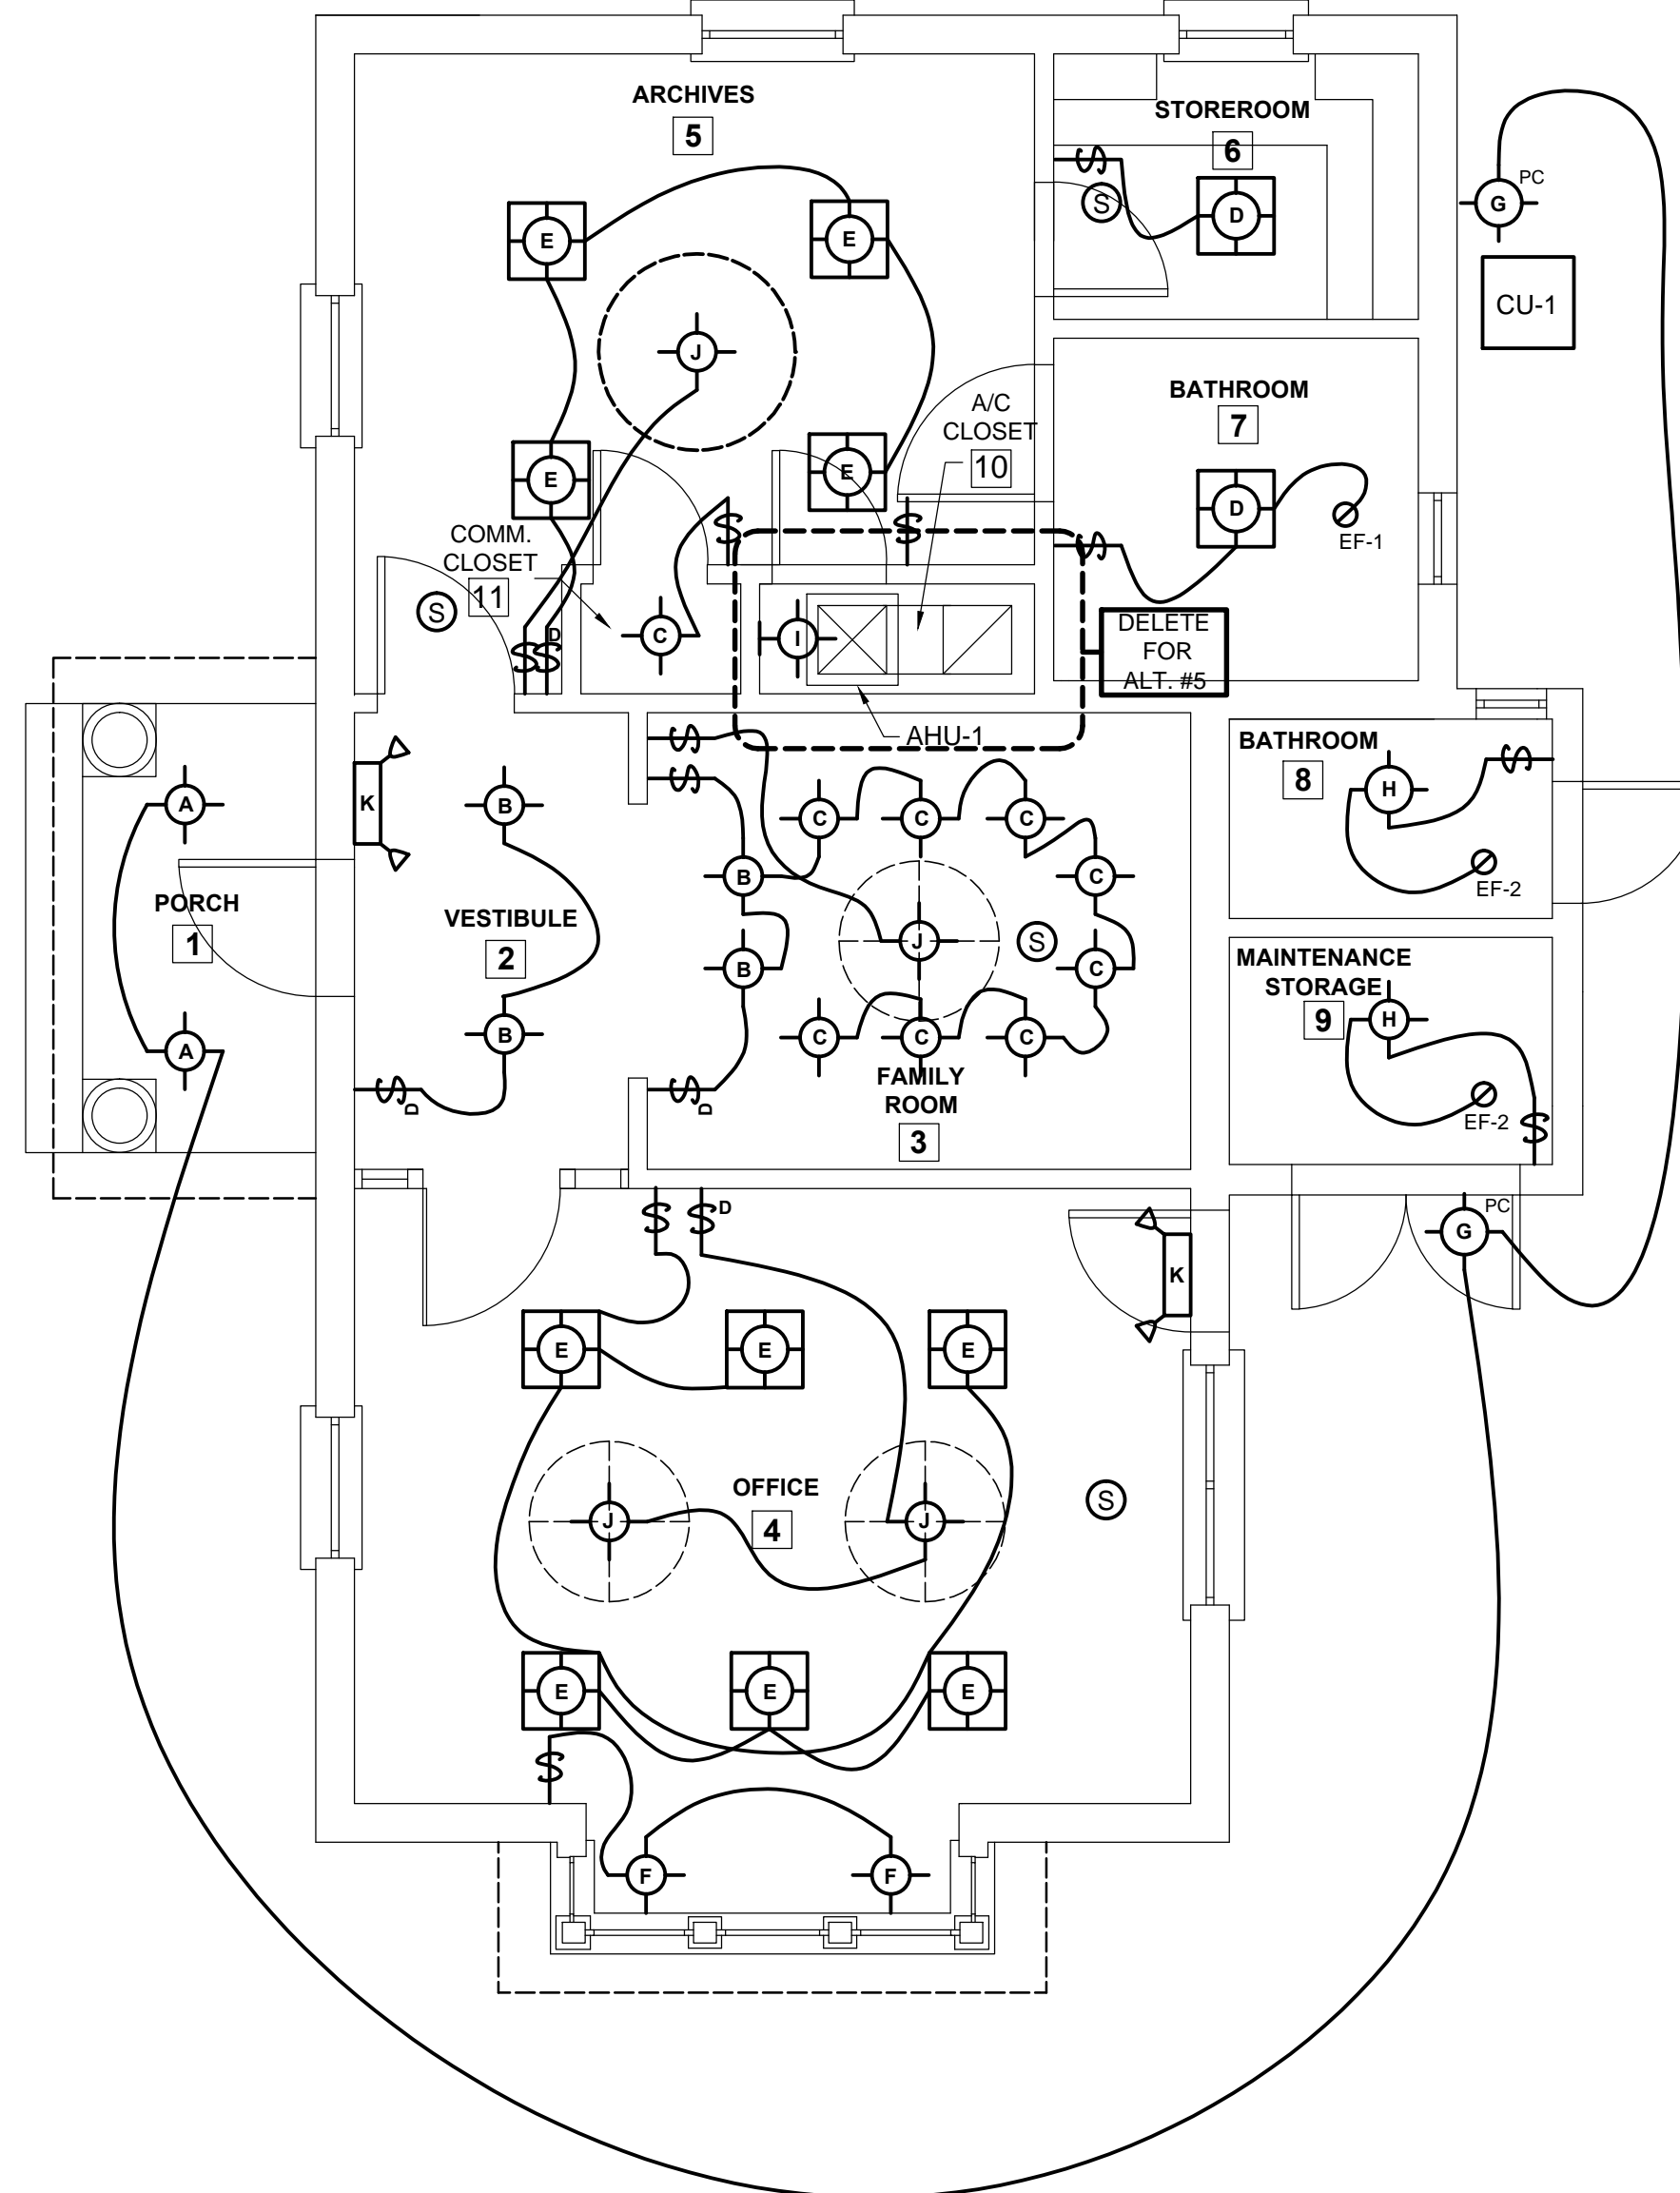 ARCHIVES
5
STOREROOM
6
S
D
PC
G
CU-1
E
E
J
E
E
A/C
CLOSET
10
BATHROOM
7
D
EF-1
COMM.
CLOSET
11
S
$
$
D
$
$
$
$
C
I
DELETE
FOR
ALT. #5
AHU-1
$
$
BATHROOM
8
H
$
EF-2
K
A
B
C
C
C
B
C
PORCH
1
VESTIBULE
2
B
J
S
C
MAINTENANCE
STORAGE
9
H
EF-2
$
A
B
C
C
C
FAMILY
ROOM
3
$
D
$
D
$
$
D
PC
G
K
E
E
E
OFFICE
4
J
J
S
E
E
E
$
F
F